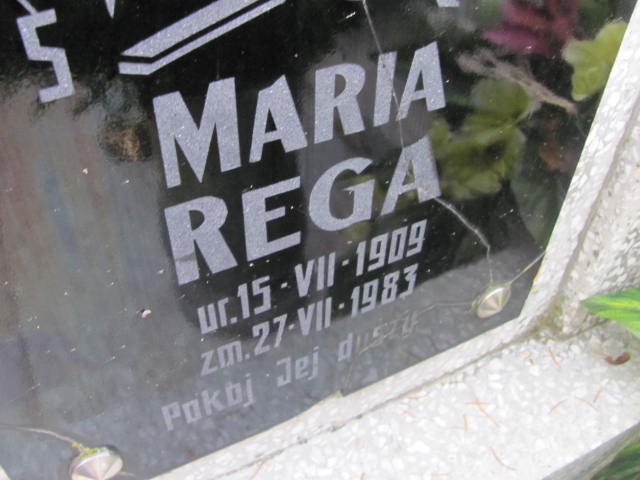 MARIA
REGA
ur. 15·VII·1909
zm. 27·VII·1983
Pokój Jej duszy